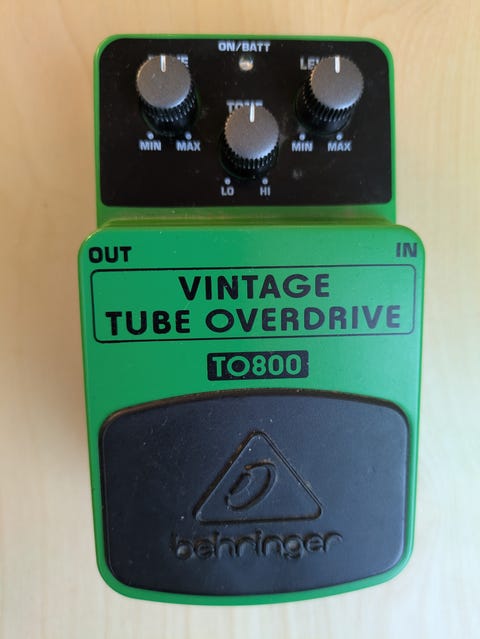 ON/BATT
MIN MAX
MIN MAX
LO HI
OUT IN
VINTAGE
TUBE OVERDRIVE
TO800
behringer